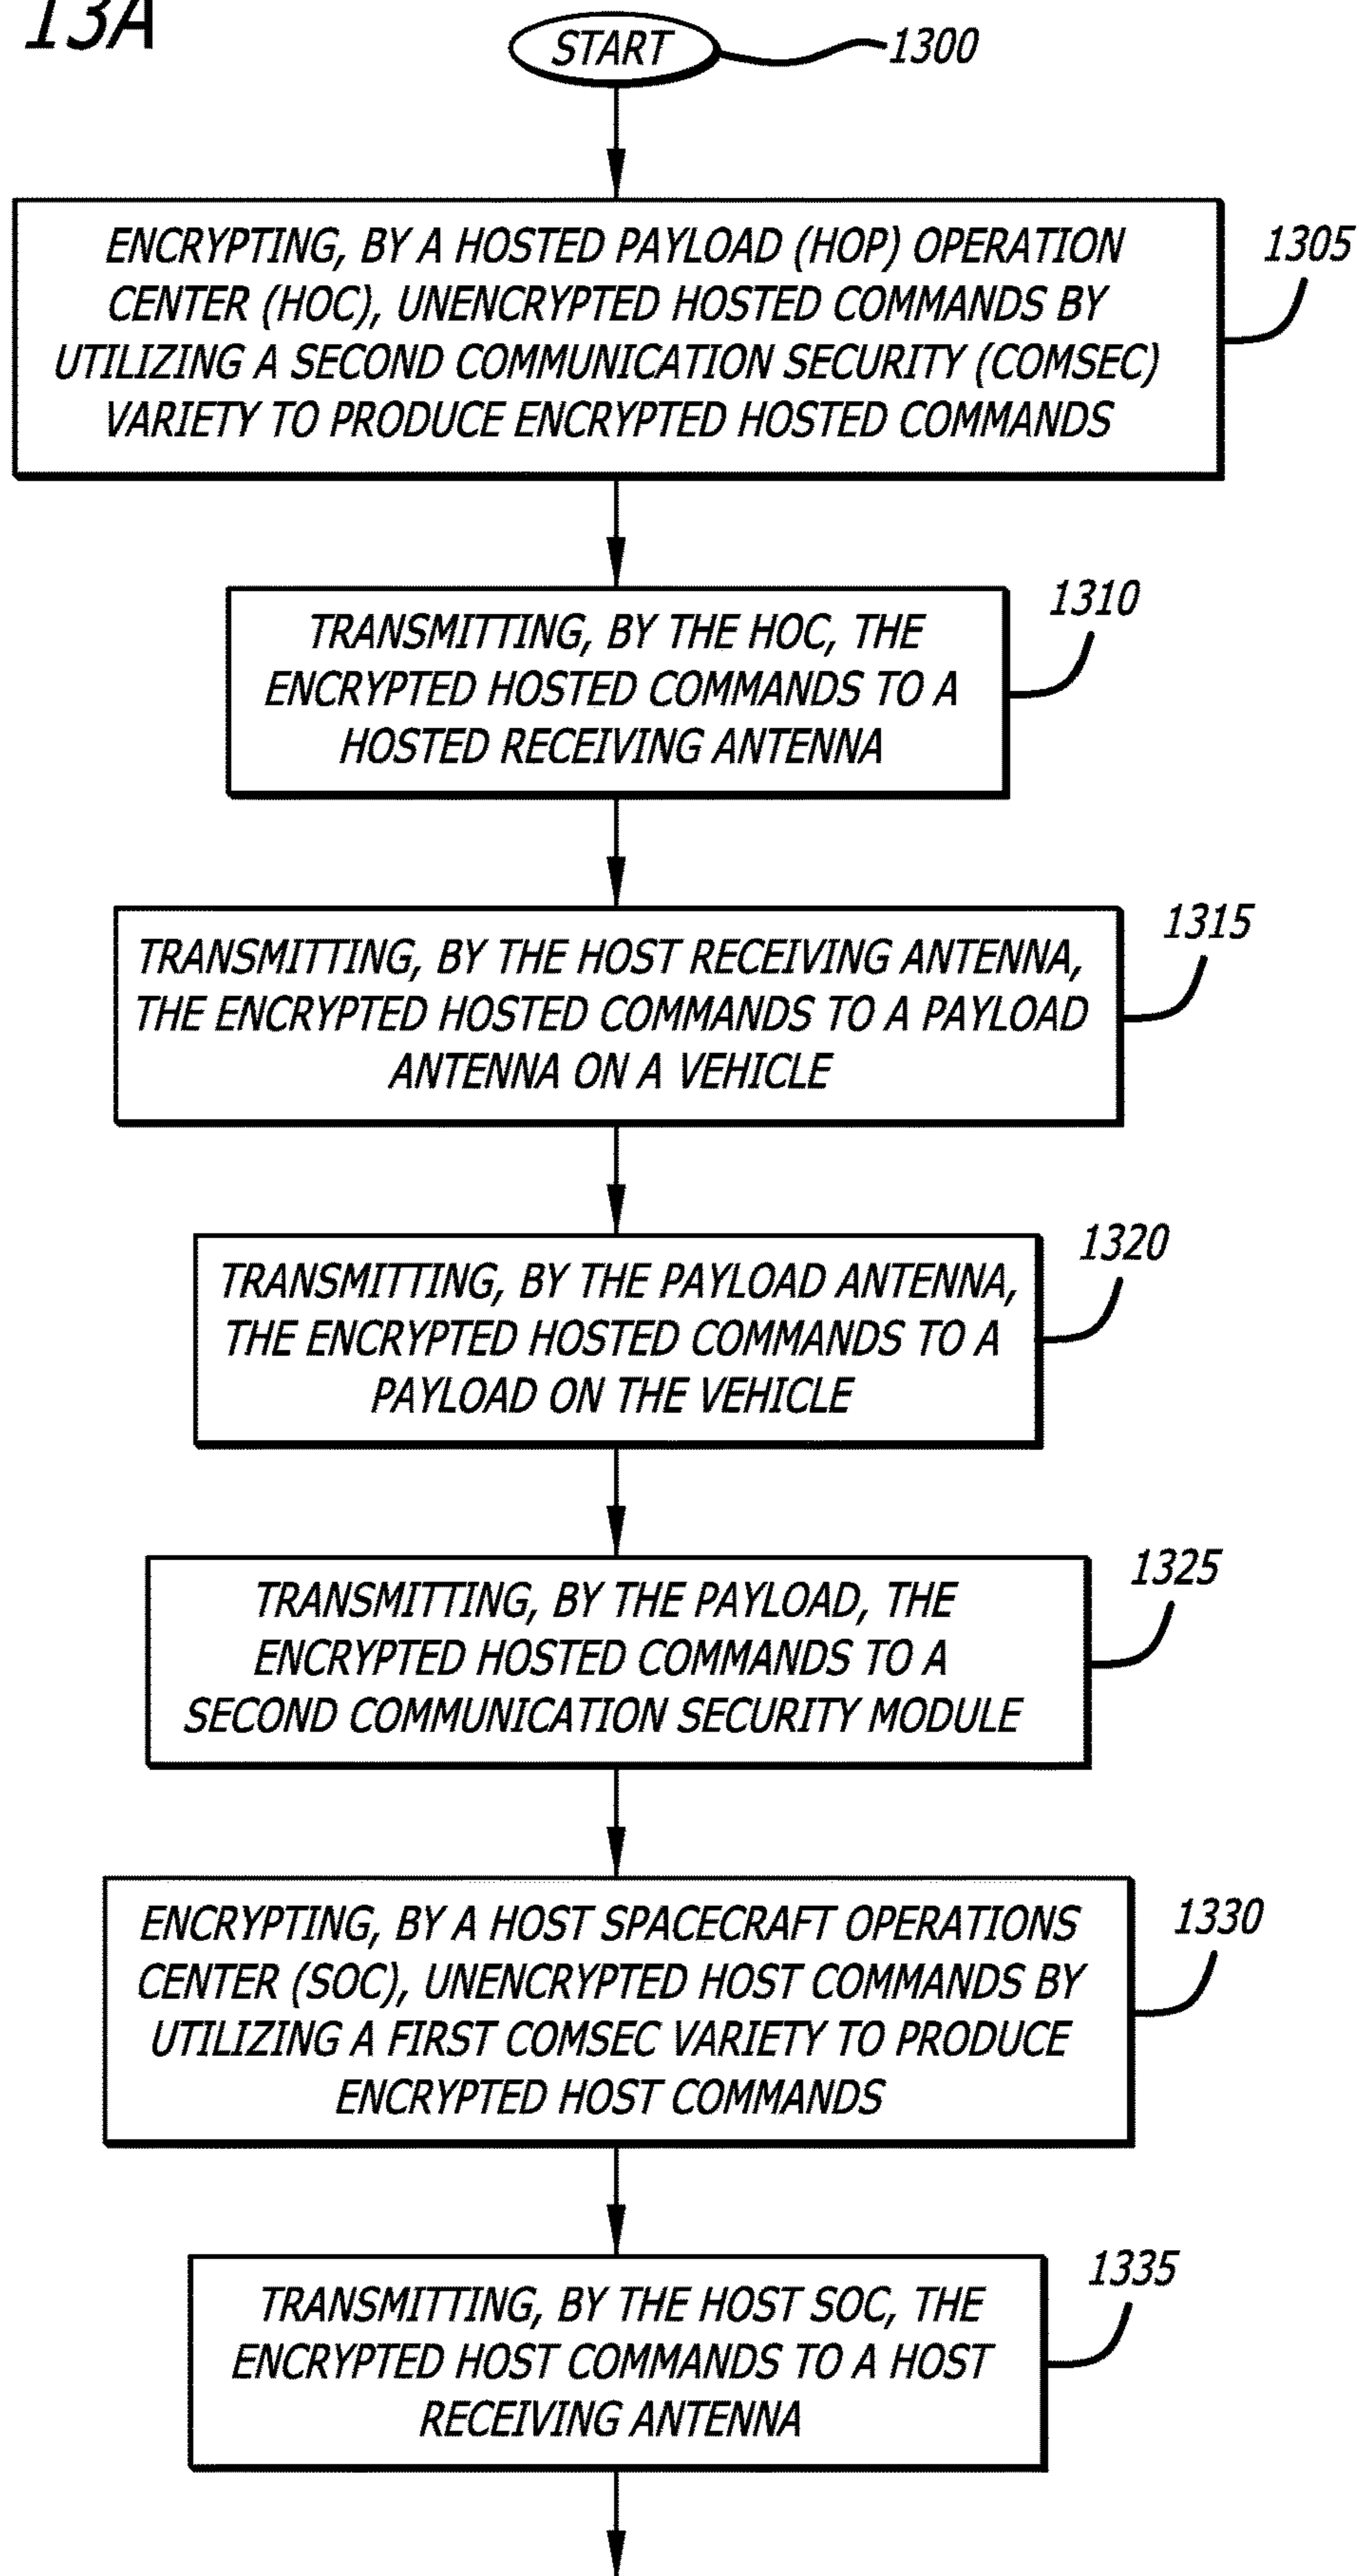 13A
START
1300
ENCRYPTING, BY A HOSTED PAYLOAD (HOP) OPERATION
CENTER (HOC), UNENCRYPTED HOSTED COMMANDS BY
UTILIZING A SECOND COMMUNICATION SECURITY (COMSEC)
VARIETY TO PRODUCE ENCRYPTED HOSTED COMMANDS
1305
TRANSMITTING, BY THE HOC, THE
ENCRYPTED HOSTED COMMANDS TO A
HOSTED RECEIVING ANTENNA
1310
TRANSMITTING, BY THE HOST RECEIVING ANTENNA,
THE ENCRYPTED HOSTED COMMANDS TO A PAYLOAD
ANTENNA ON A VEHICLE
1315
TRANSMITTING, BY THE PAYLOAD ANTENNA,
THE ENCRYPTED HOSTED COMMANDS TO A
PAYLOAD ON THE VEHICLE
1320
TRANSMITTING, BY THE PAYLOAD, THE
ENCRYPTED HOSTED COMMANDS TO A
SECOND COMMUNICATION SECURITY MODULE
1325
ENCRYPTING, BY A HOST SPACECRAFT OPERATIONS
CENTER (SOC), UNENCRYPTED HOST COMMANDS BY
UTILIZING A FIRST COMSEC VARIETY TO PRODUCE
ENCRYPTED HOST COMMANDS
1330
TRANSMITTING, BY THE HOST SOC, THE
ENCRYPTED HOST COMMANDS TO A HOST
RECEIVING ANTENNA
1335